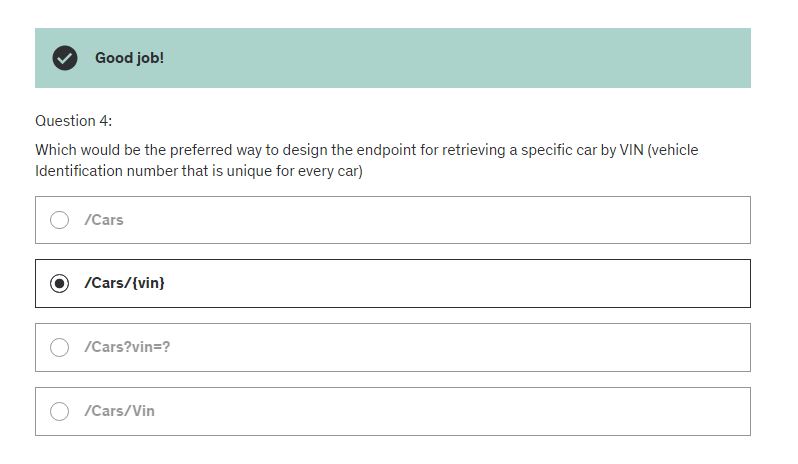 Good job!
Question 4:
Which would be the preferred way to design the endpoint for retrieving a specific car by VIN (vehicle
Identification number that is unique for every car)
/Cars
/Cars/{vin}
/Cars?vin=?
/Cars/Vin